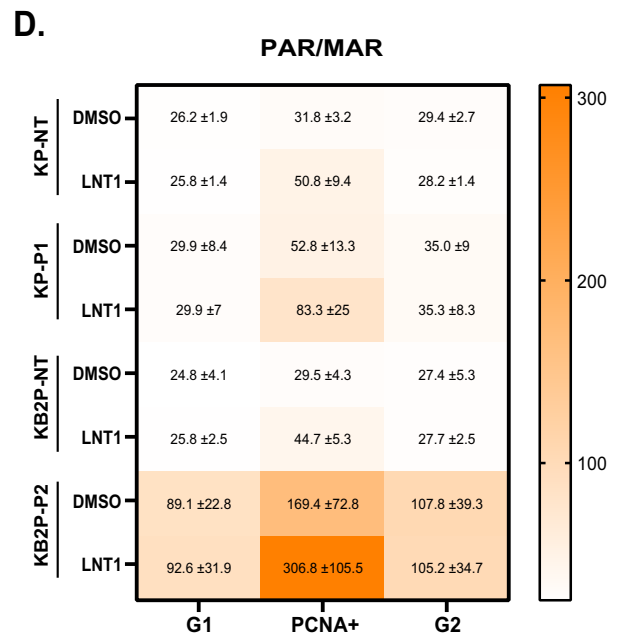 D.
PAR/MAR
KP-NT
DMSO 26.2 ±1.9 31.8 ±3.2 29.4 ±2.7
LNT1 25.8 ±1.4 50.8 ±9.4 28.2 ±1.4
KP-P1
DMSO 29.9 ±8.4 52.8 ±13.3 35.0 ±9
LNT1 29.9 ±7 83.3 ±25 35.3 ±8.3
KB2P-NT
DMSO 24.8 ±4.1 29.5 ±4.3 27.4 ±5.3
LNT1 25.8 ±2.5 44.7 ±5.3 27.7 ±2.5
KB2P-P2
DMSO 89.1 ±22.8 169.4 ±72.8 107.8 ±39.3
LNT1 92.6 ±31.9 306.8 ±105.5 105.2 ±34.7
G1 PCNA+ G2
300
200
100